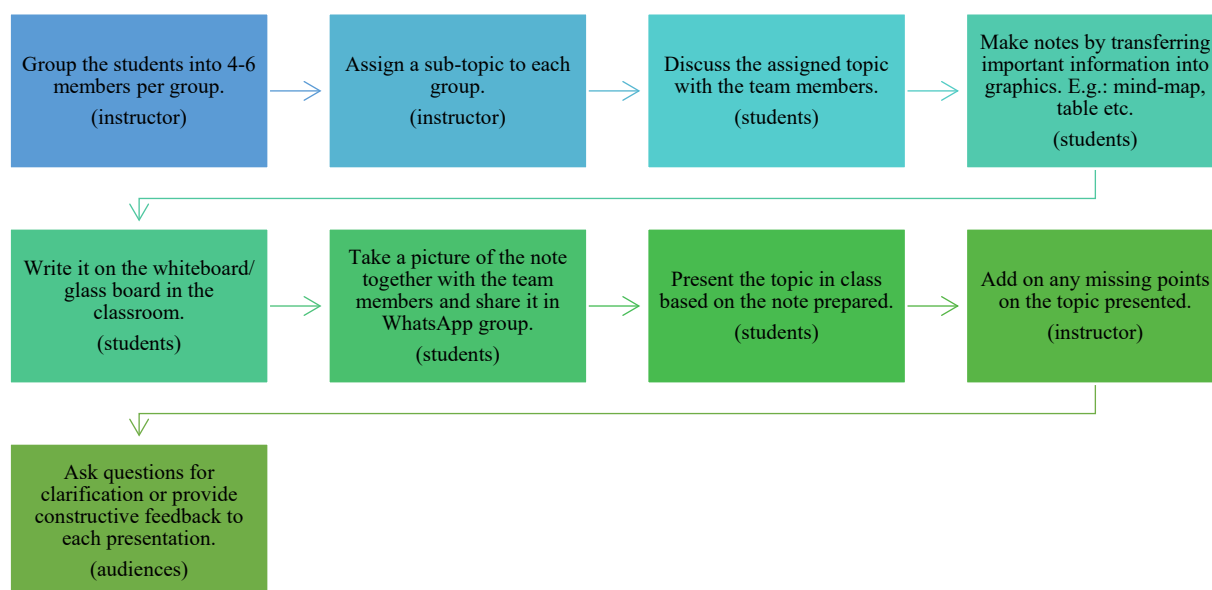 Group the students into 4-6
members per group.
(instructor)
Assign a sub-topic to each
group.
(instructor)
Discuss the assigned topic
with the team members.
(students)
Make notes by transferring
important information into
graphics. E.g.: mind-map,
table etc.
(students)
Write it on the whiteboard/
glass board in the
classroom.
(students)
Take a picture of the note
together with the team
members and share it in
WhatsApp group.
(students)
Present the topic in class
based on the note prepared.
(students)
Add on any missing points
on the topic presented.
(instructor)
Ask questions for
clarification or provide
constructive feedback to
each presentation.
(audiences)